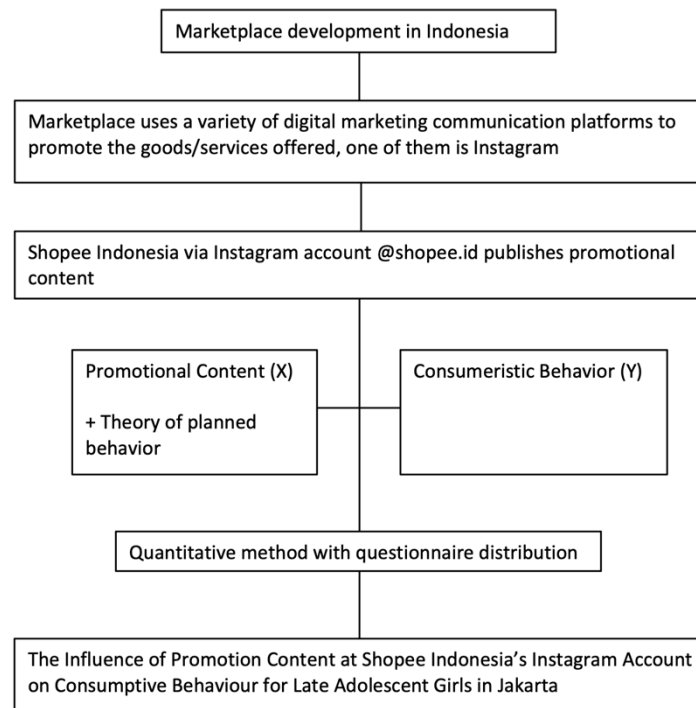 Marketplace development in Indonesia
Marketplace uses a variety of digital marketing communication platforms to
promote the goods/services offered, one of them is Instagram
Shopee Indonesia via Instagram account @shopee.id publishes promotional
content
Promotional Content (X)
+ Theory of planned
behavior
Consumeristic Behavior (Y)
Quantitative method with questionnaire distribution
The Influence of Promotion Content at Shopee Indonesia's Instagram Account
on Consumptive Behaviour for Late Adolescent Girls in Jakarta